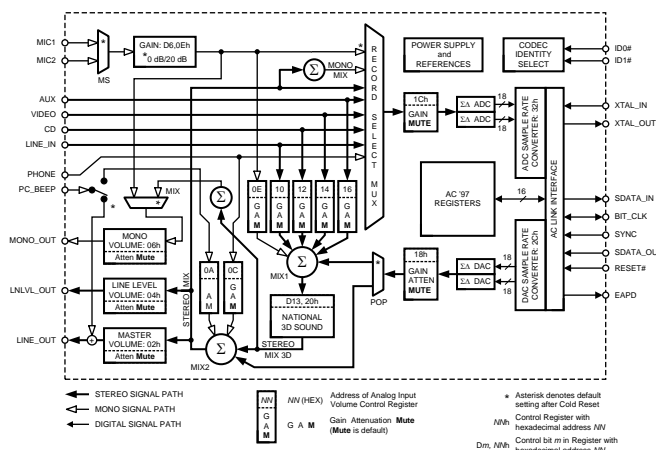 MIC1
MIC2
*
MS
GAIN: D6,0Eh
*0 dB/20 dB
Σ
MONO
MIX
*
RECORD SELECT MUX
POWER SUPPLY
and
REFERENCES
CODEC
IDENTITY
SELECT
ID0#
ID1#
AUX
VIDEO
CD
LINE_IN
PHONE
PC_BEEP
1Ch
GAIN
MUTE
ΣΔ ADC
ΣΔ ADC
18
18
ADC SAMPLE RATE
CONVERTER: 32h
AC LINK INTERFACE
XTAL_IN
XTAL_OUT
*
*
MIX
Σ
0E
G
A
M
10
G
A
M
12
G
A
M
14
G
A
M
16
G
A
M
AC '97
REGISTERS
16
SDATA_IN
BIT_CLK
SYNC
SDATA_OU
RESET#
EAPD
MONO_OUT
MONO
VOLUME: 06h
Atten Mute
LNLVL_OUT
LINE LEVEL
VOLUME: 04h
Atten Mute
STEREO MIX
0A
A
M
0C
G
A
M
Σ
MIX1
D13, 20h
NATIONAL
3D SOUND
*
POP
18h
GAIN
ATTEN
MUTE
ΣΔ DAC
ΣΔ DAC
18
18
DAC SAMPLE RATE
CONVERTER: 2Ch
LINE_OUT
+
MASTER
VOLUME: 02h
Atten Mute
MIX2
Σ
STEREO
MIX 3D
STEREO SIGNAL PATH
MONO SIGNAL PATH
DIGITAL SIGNAL PATH
NN
G
A
M
NN (HEX) Address of Analog Input
Volume Control Register
G A M Gain Attenuation Mute
(Mute is default)
* Asterisk denotes default
setting after Cold Reset
NNh Control Register with
hexadecimal address NN
Dm, NNh Control bit m in Register with
hexadecimal address NN